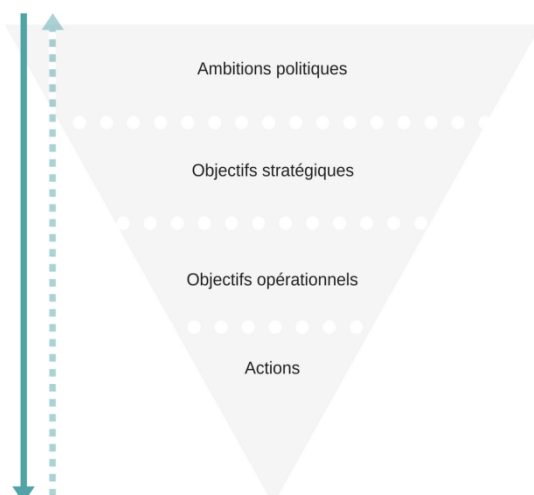 Ambitions politiques
Objectifs stratégiques
Objectifs opérationnels
Actions